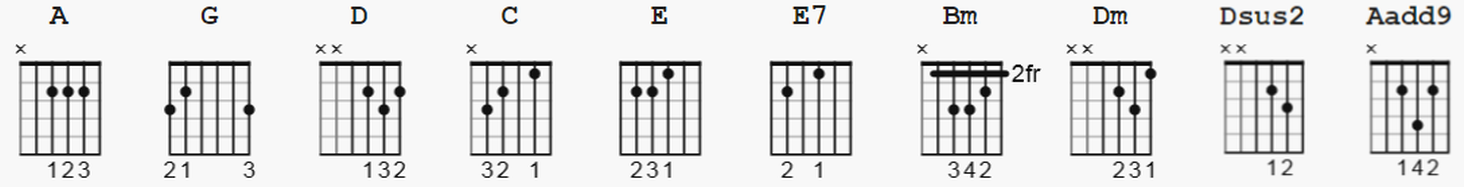 A G D C E E7 Bm Dm Dsus2 Aadd9
× ×× × × ×× ×× ×
2fr
123 21 3 132 32 1 231 2 1 342 231 12 142